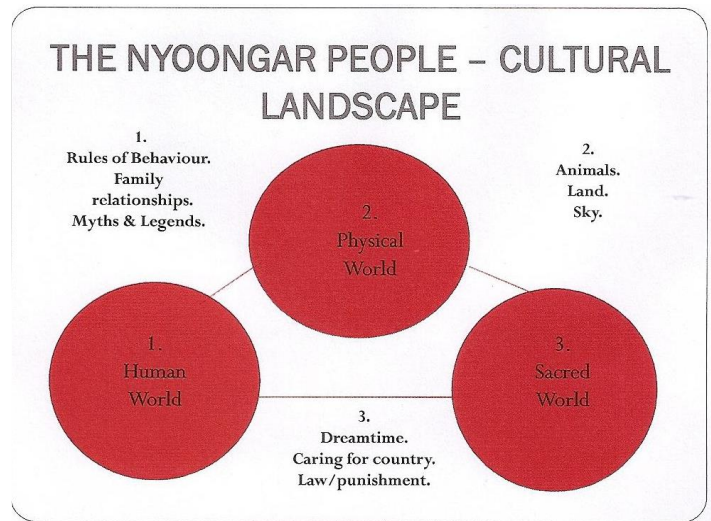 THE NYOONGAR PEOPLE – CULTURAL
LANDSCAPE
1.
Rules of Behaviour.
Family
relationships.
Myths & Legends.
2.
Animals.
Land.
Sky.
2.
Physical
World
1.
Human
World
3.
Sacred
World
3.
Dreamtime.
Caring for country.
Law/punishment.